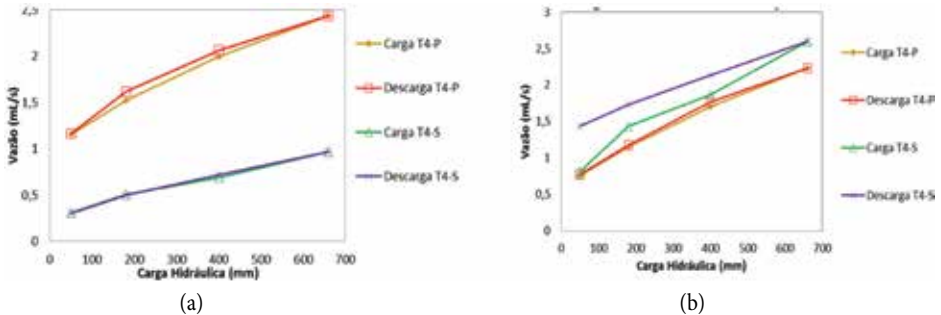 2,5
2
1,5
1
0,5
0
Vazão (mL/s)
0 100 200 300 400 500 600 700
Carga Hidráulica (mm)
Carga T4-P
Descarga T4-P
Carga T4-S
Descarga T4-S
(a)
3
2,5
2
1,5
1
0,5
0
Vazão (mL/s)
0 100 200 300 400 500 600 700
Carga Hidráulica (mm)
Carga T4-P
Descarga T4-P
Carga T4-S
Descarga T4-S
(b)